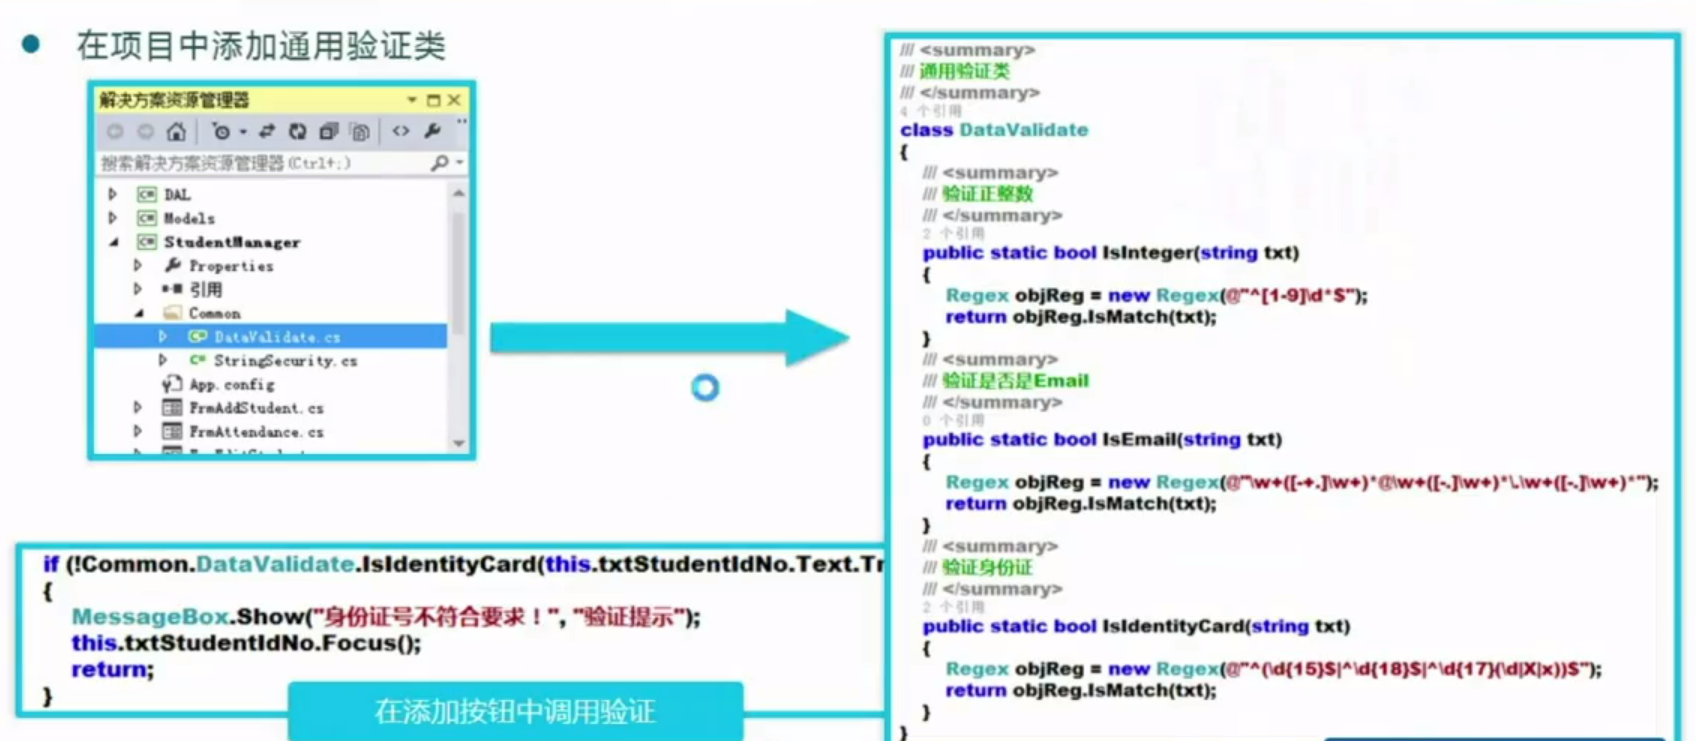 在项目中添加通用验证类
解决方案资源管理器
搜索解决方案资源管理器(Ctrl+;)
DAL
Models
StudentManager
Properties
引用
Common
DataValidate.cs
StringSecurity.cs
App.config
FrmAddStudent.cs
FrmAttendance.cs
if (!Common.DataValidate.IsIdentityCard(this.txtStudentIdNo.Text.Tr
{
MessageBox.Show("身份证号不符合要求！", "验证提示");
this.txtStudentIdNo.Focus();
return;
}
在添加按钮中调用验证
/// <summary>
/// 通用验证类
/// </summary>
4 个引用
class DataValidate
{
/// <summary>
/// 验证正整数
/// </summary>
2 个引用
public static bool IsInteger(string txt)
{
Regex objReg = new Regex(@"^[1-9]\d*$");
return objReg.IsMatch(txt);
}
/// <summary>
/// 验证是否是Email
/// </summary>
0 个引用
public static bool IsEmail(string txt)
{
Regex objReg = new Regex(@"\w+([-+.]\w+)*@\w+([-.]\w+)*\.\w+([-.]\w+)*");
return objReg.IsMatch(txt);
}
/// <summary>
/// 验证身份证
/// </summary>
2 个引用
public static bool IsIdentityCard(string txt)
{
Regex objReg = new Regex(@"^(\d{15}$|^\d{18}$|^\d{17}(\d|X|x))$");
return objReg.IsMatch(txt);
}
}